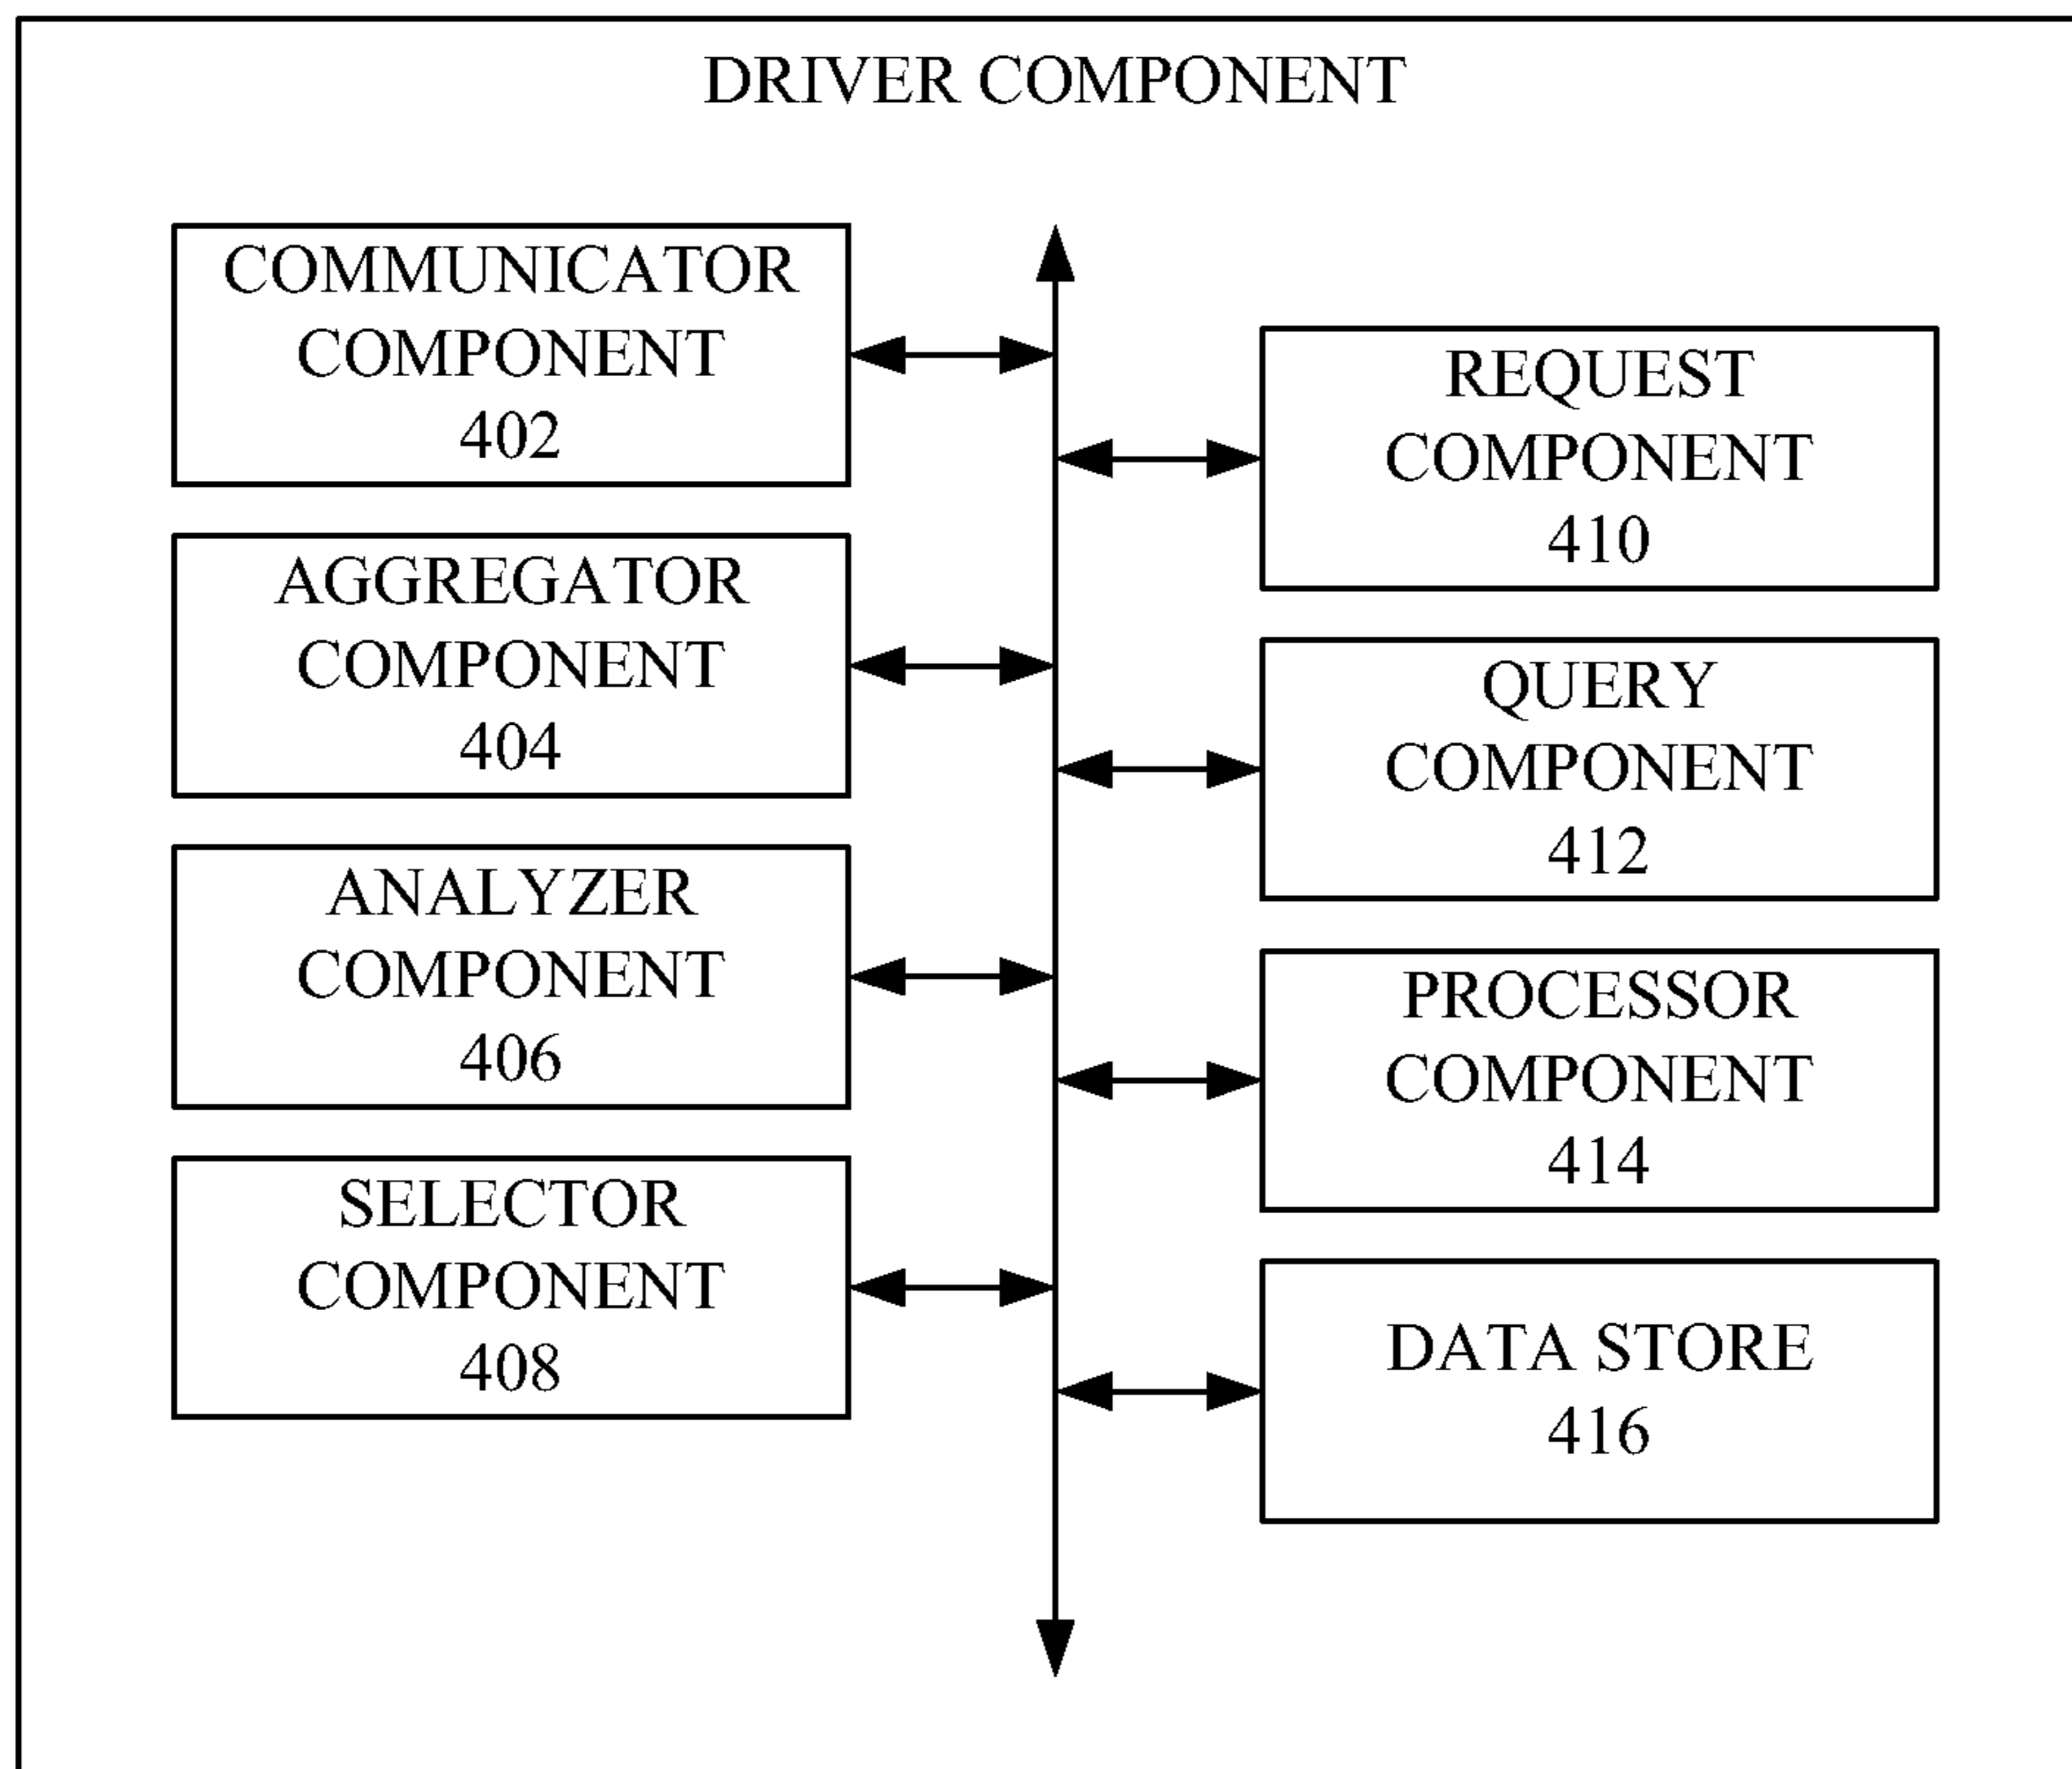 DRIVER COMPONENT
COMMUNICATOR
COMPONENT
402
AGGREGATOR
COMPONENT
404
ANALYZER
COMPONENT
406
SELECTOR
COMPONENT
408
REQUEST
COMPONENT
410
QUERY
COMPONENT
412
PROCESSOR
COMPONENT
414
DATA STORE
416